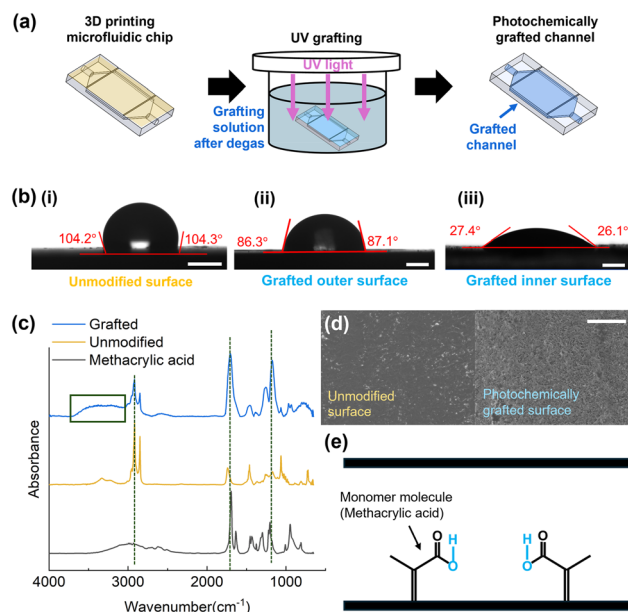 (a)
3D printing
microfluidic chip
UV grafting
Photochemically
grafted channel
UV light
Grafting
solution
after degas
Grafted
channel
(b) (i)
(ii)
(iii)
104.2°
104.3°
86.3°
87.1°
27.4°
26.1°
Unmodified surface
Grafted outer surface
Grafted inner surface
(c)
Grafted
Unmodified
Methacrylic acid
Absorbance
4000
3000
2000
1000
Wavenumber(cm⁻¹)
(d)
Unmodified
surface
Photochemically
grafted surface
(e)
Monomer molecule
(Methacrylic acid)
O
H
O
H
O
O